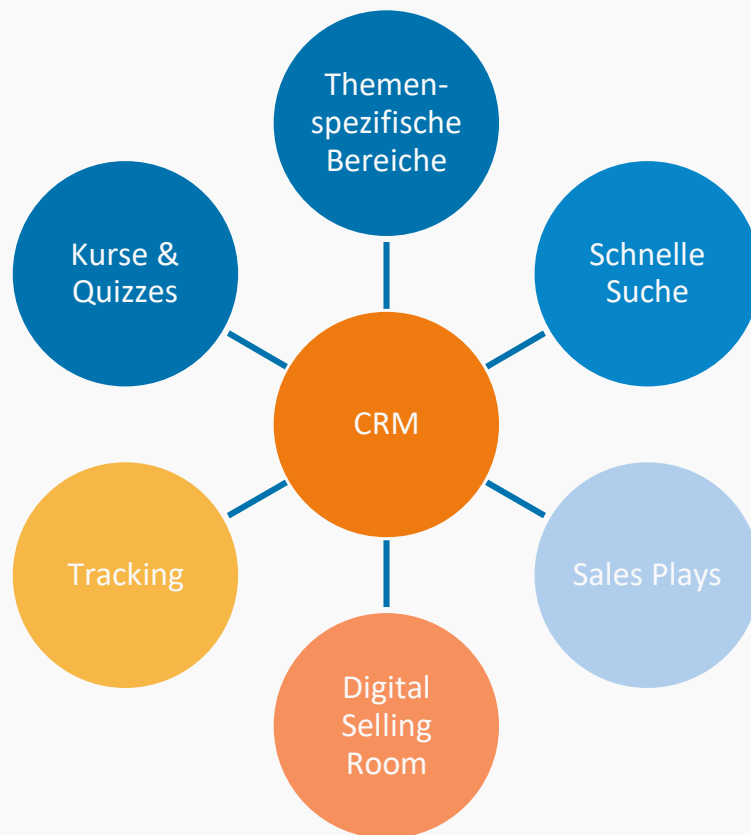 Themen-
spezifische
Bereiche
Kurse &
Quizzes
Schnelle
Suche
CRM
Tracking
Sales Plays
Digital
Selling
Room